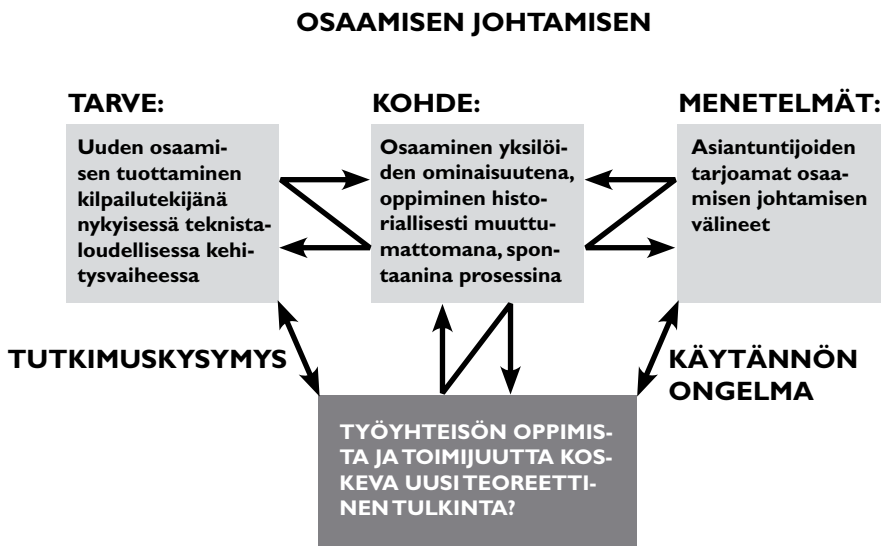 OSAAMISEN JOHTAMISEN
TARVE:
Uuden osaami-
sen tuottaminen
kilpailutekijänä
nykyisessä teknista-
loudellisessa kehi-
tysvaiheessa
KOHDE:
Osaaminen yksilöi-
den ominaisuutena,
oppiminen histo-
riallisesti muuttu-
mattomana, spon-
taanina prosessina
MENETELMÄT:
Asiantuntijoiden
tarjoamat osaa-
misen johtamisen
välineet
TUTKIMUSKYSYMYS
KÄYTÄNNÖN
ONGELMA
TYÖYHTEISÖN OPPIMIS-
TA JA TOIMIJUUTTA KOS-
KEVA UUSI TEOREETTI-
NEN TULKINTA?